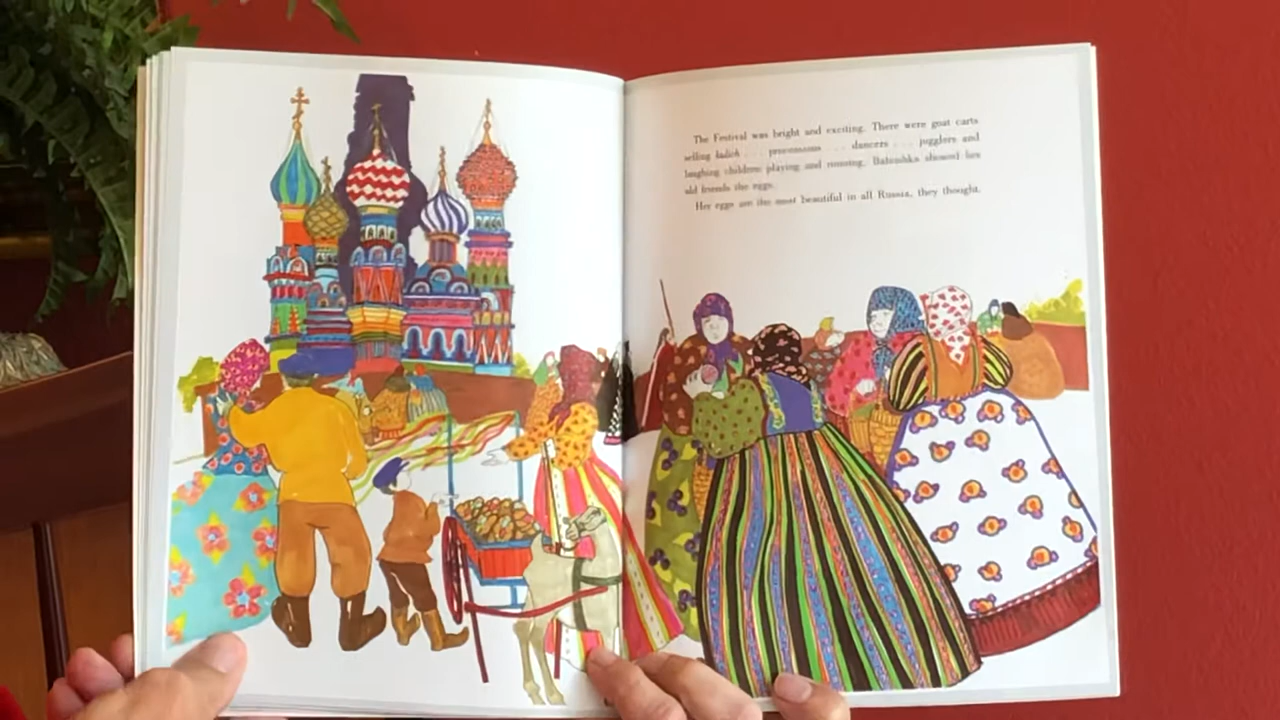 The Festival was bright and exciting. There were goat carts
selling kulich . . . processions . . . dancers . . . jugglers and
laughing children playing and running. Babushka showed her
old friends the eggs.
Her eggs are the most beautiful in all Russia, they thought.